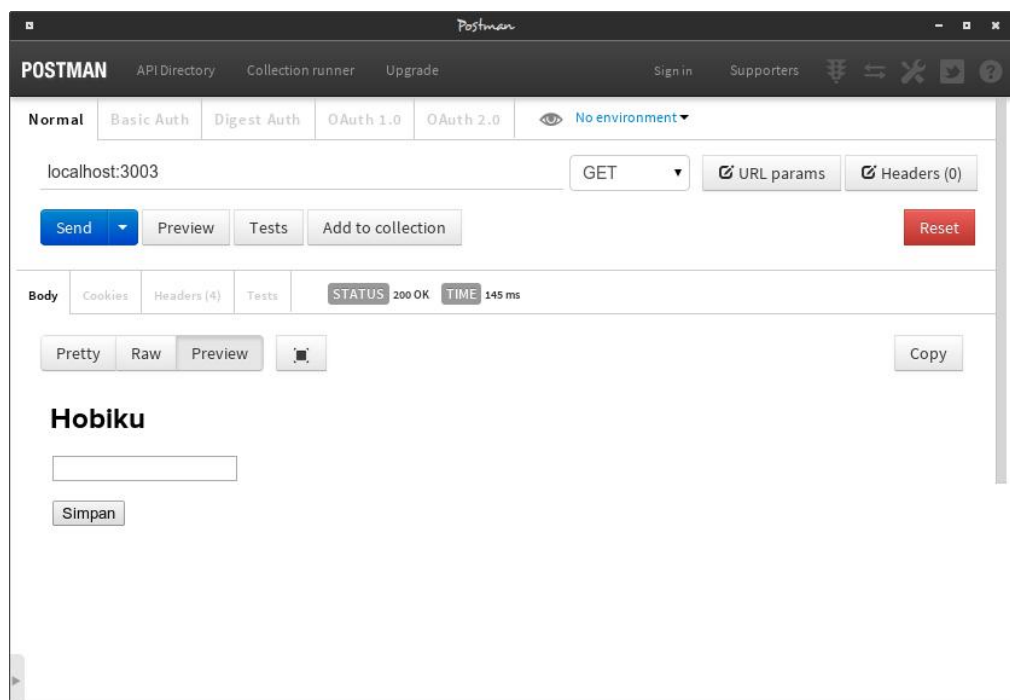 Postman
POSTMAN API Directory Collection runner Upgrade Sign in Supporters
Normal Basic Auth Digest Auth OAuth 1.0 OAuth 2.0 No environment
localhost:3003 GET URL params Headers (0)
Send Preview Tests Add to collection Reset
Body Cookies Headers (4) Tests STATUS 200 OK TIME 145 ms
Pretty Raw Preview Copy
Hobiku
Simpan